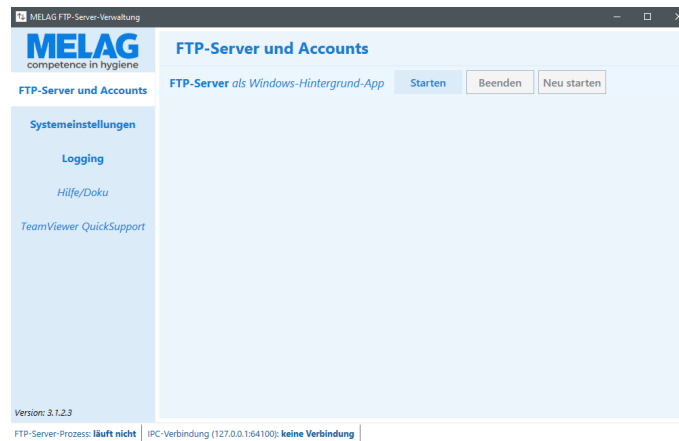 MELAG FTP-Server-Verwaltung
MELAG
competence in hygiene
FTP-Server und Accounts
Systemeinstellungen
Logging
Hilfe/Doku
TeamViewer QuickSupport
Version: 3.1.2.3
FTP-Server und Accounts
FTP-Server als Windows-Hintergrund-App Starten Beenden Neu starten
FTP-Server-Prozess: läuft nicht IPC-Verbindung (127.0.0.1:64100): keine Verbindung